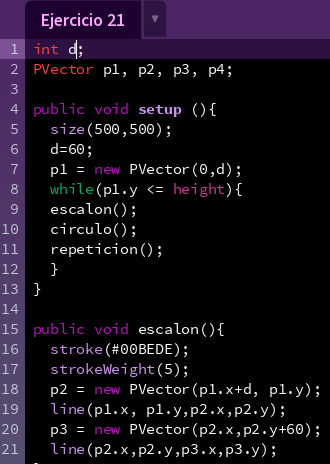 Ejercicio 21 ▼
1 int d;
2 PVector p1, p2, p3, p4;
3
4 public void setup (){
5 size(500,500);
6 d=60;
7 p1 = new PVector(0,d);
8 while(p1.y <= height){
9 escalon();
10 circulo();
11 repeticion();
12 }
13 }
14
15 public void escalon(){
16 stroke(#00BEDE);
17 strokeWeight(5);
18 p2 = new PVector(p1.x+d, p1.y);
19 line(p1.x, p1.y,p2.x,p2.y);
20 p3 = new PVector(p2.x,p2.y+60);
21 line(p2.x,p2.y,p3.x,p3.y);